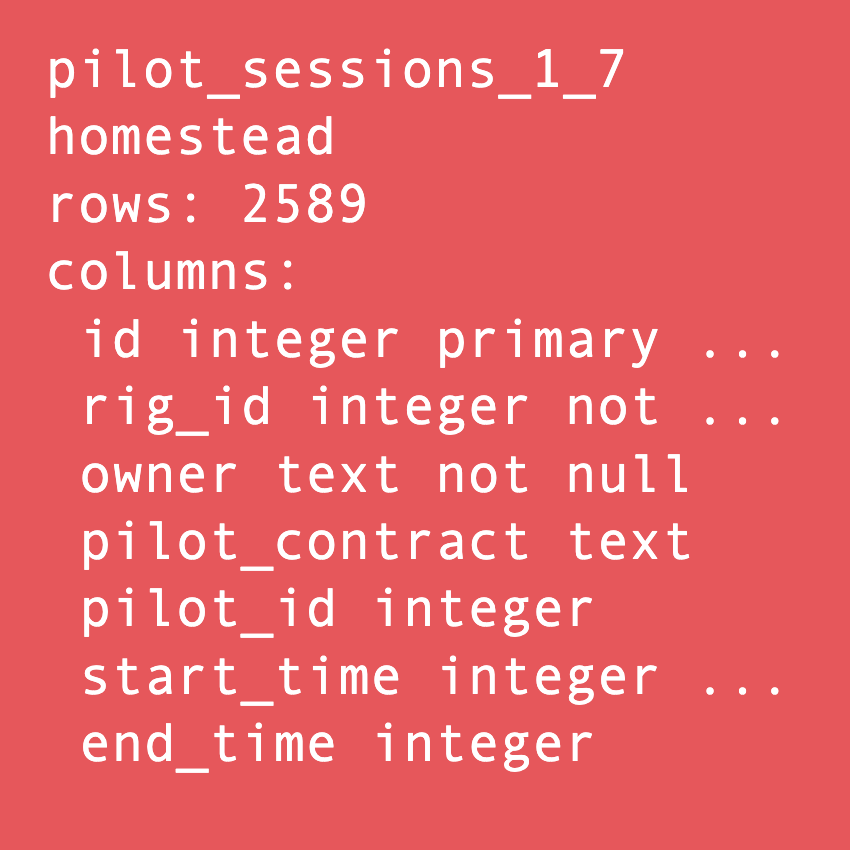 pilot_sessions_1_7
homestead
rows: 2589
columns:
id integer primary ...
rig_id integer not ...
owner text not null
pilot_contract text
pilot_id integer
start_time integer ...
end_time integer